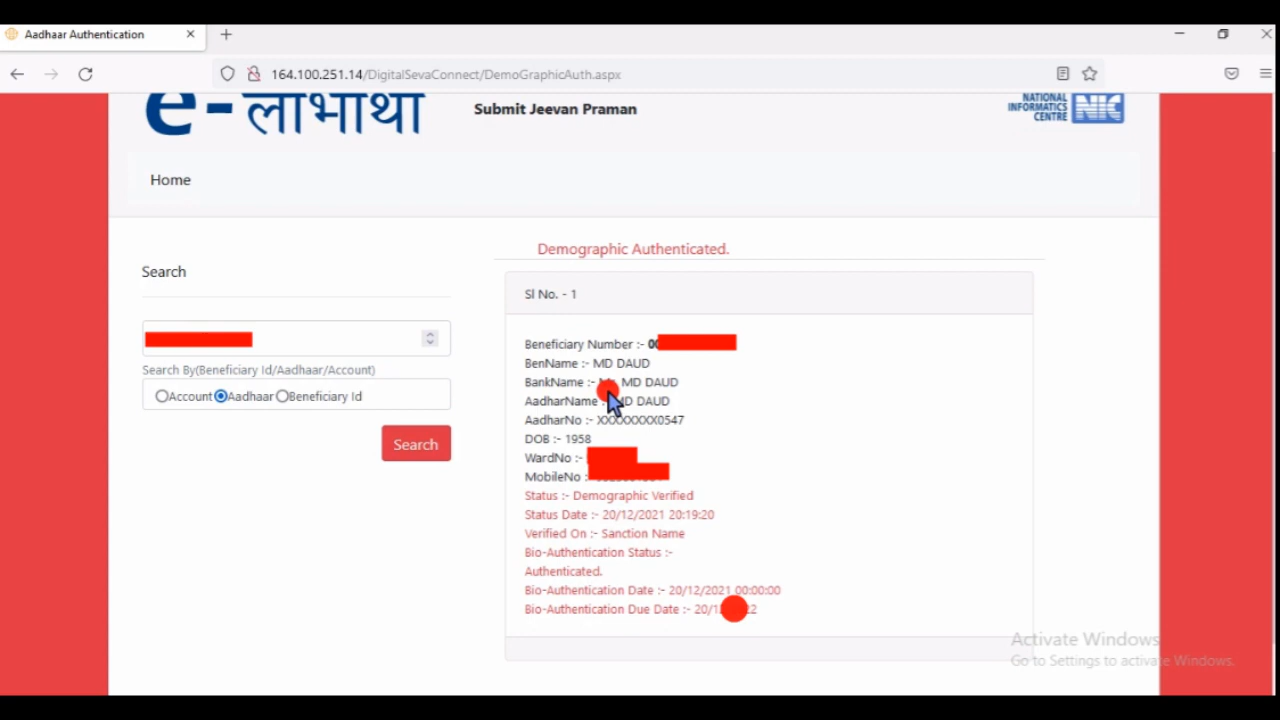 Aadhaar Authentication
164.100.251.14/DigitalSevaConnect/DemoGraphicAuth.aspx
e-लाभार्थी
Submit Jeevan Praman
NATIONAL
INFORMATICS
CENTRE
NIC
Home
Demographic Authenticated.
Search
Sl No. - 1
Beneficiary Number :- 00
BenName :- MD DAUD
BankName :- MD DAUD
Search By(Beneficiary Id/Aadhaar/Account)
Account Aadhaar Beneficiary Id
AadharName MD DAUD
AadharNo :- XXXXXXXX0547
DOB :- 1958
Search
WardNo :-
MobileNo :
Status :- Demographic Verified
Status Date :- 20/12/2021 20:19:20
Verified On :- Sanction Name
Bio-Authentication Status :-
Authenticated.
Bio-Authentication Date :- 20/12/2021 00:00:00
Bio-Authentication Due Date :-
Activate Windows
Go to Settings to activate Windows.